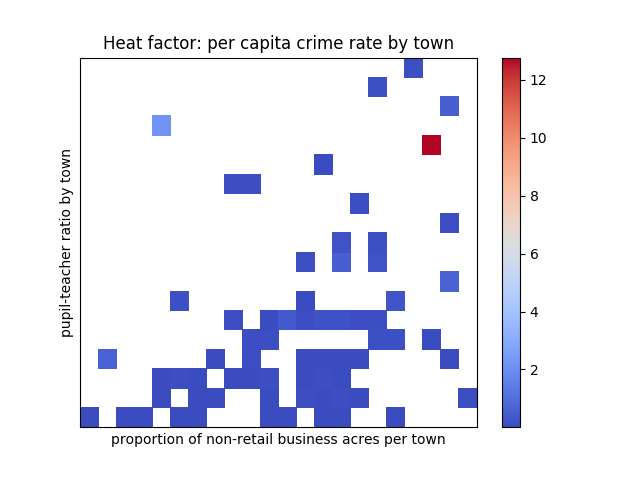 Heat factor: per capita crime rate by town
pupil-teacher ratio by town
proportion of non-retail business acres per town
12
10
8
6
4
2